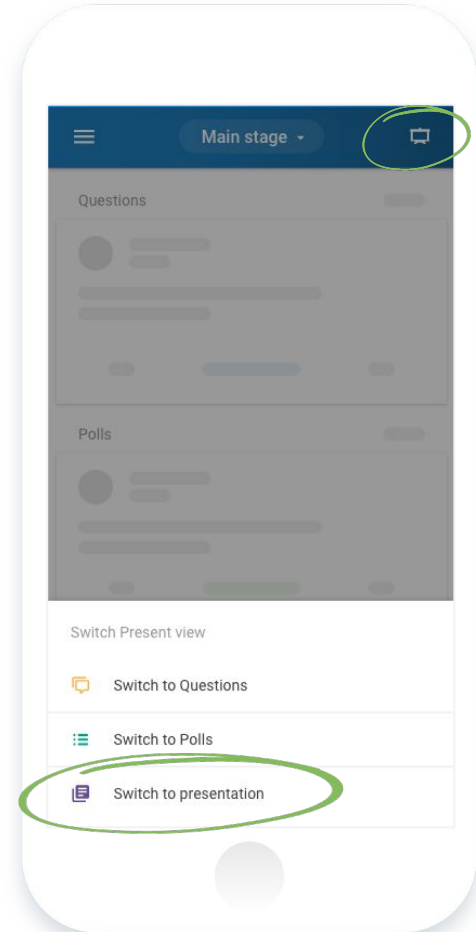 Main stage
Questions
Polls
Switch Present view
Switch to Questions
Switch to Polls
Switch to presentation